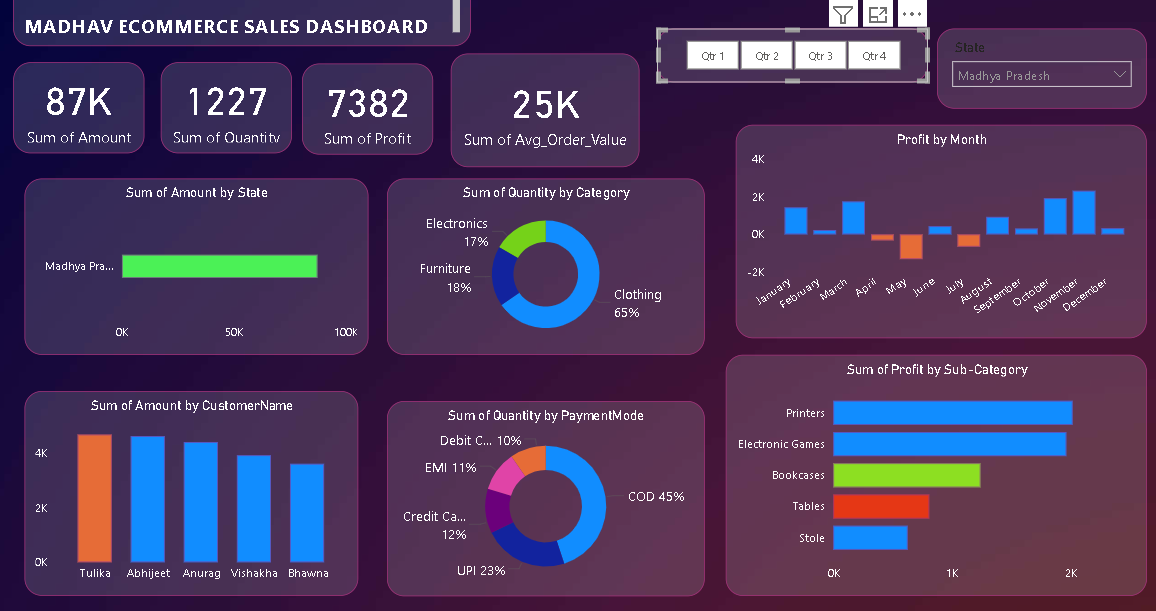 MADHAV ECOMMERCE SALES DASHBOARD
Qtr 1
Qtr 2
Qtr 3
Qtr 4
State
Madhya Pradesh
87K
Sum of Amount
1227
Sum of Quantity
7382
Sum of Profit
25K
Sum of Avg_Order_Value
Sum of Amount by State
Madhya Pra...
0K
50K
100K
Sum of Quantity by Category
Electronics
17%
Furniture
18%
Clothing
65%
Profit by Month
4K
2K
0K
-2K
January
February
March
April
May
June
July
August
September
October
November
December
Sum of Amount by CustomerName
4K
2K
0K
Tulika
Abhijeet
Anurag
Vishakha
Bhawna
Sum of Quantity by PaymentMode
Debit C... 10%
EMI 11%
Credit Ca...
12%
UPI 23%
COD 45%
Sum of Profit by Sub-Category
Printers
Electronic Games
Bookcases
Tables
Stole
0K
1K
2K